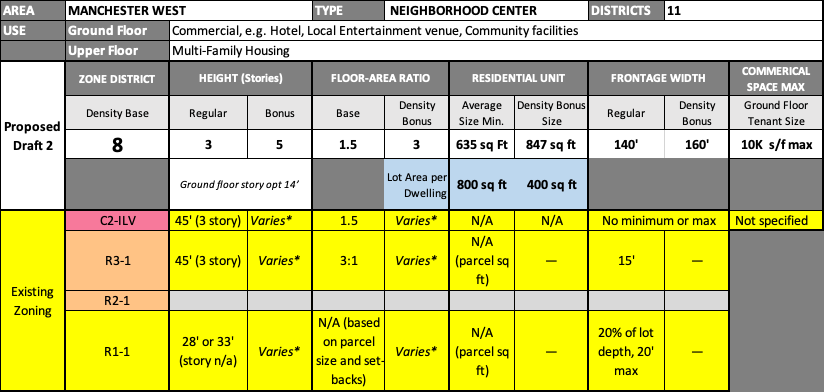 AREA MANCHESTER WEST TYPE NEIGHBORHOOD CENTER DISTRICTS 11
USE Ground Floor Commercial, e.g. Hotel, Local Entertainment venue, Community facilities
Upper Floor Multi-Family Housing
Proposed Draft 2
ZONE DISTRICT HEIGHT (Stories) FLOOR-AREA RATIO RESIDENTIAL UNIT FRONTAGE WIDTH COMMERICAL SPACE MAX
Density Base Regular Bonus Base Density Bonus Average Size Min. Density Bonus Size Regular Density Bonus Ground Floor Tenant Size
8 3 5 1.5 3 635 sq Ft 847 sq ft 140' 160' 10K s/f max
Ground floor story opt 14’ Lot Area per Dwelling 800 sq ft 400 sq ft
Existing Zoning
C2-ILV 45' (3 story) Varies* 1.5 Varies* N/A N/A No minimum or max Not specified
R3-1 45' (3 story) Varies* 3:1 Varies* N/A (parcel sq ft) — 15' —
R2-1
R1-1 28' or 33' (story n/a) Varies* N/A (based on parcel size and set-backs) Varies* N/A (parcel sq ft) — 20% of lot depth, 20' max —